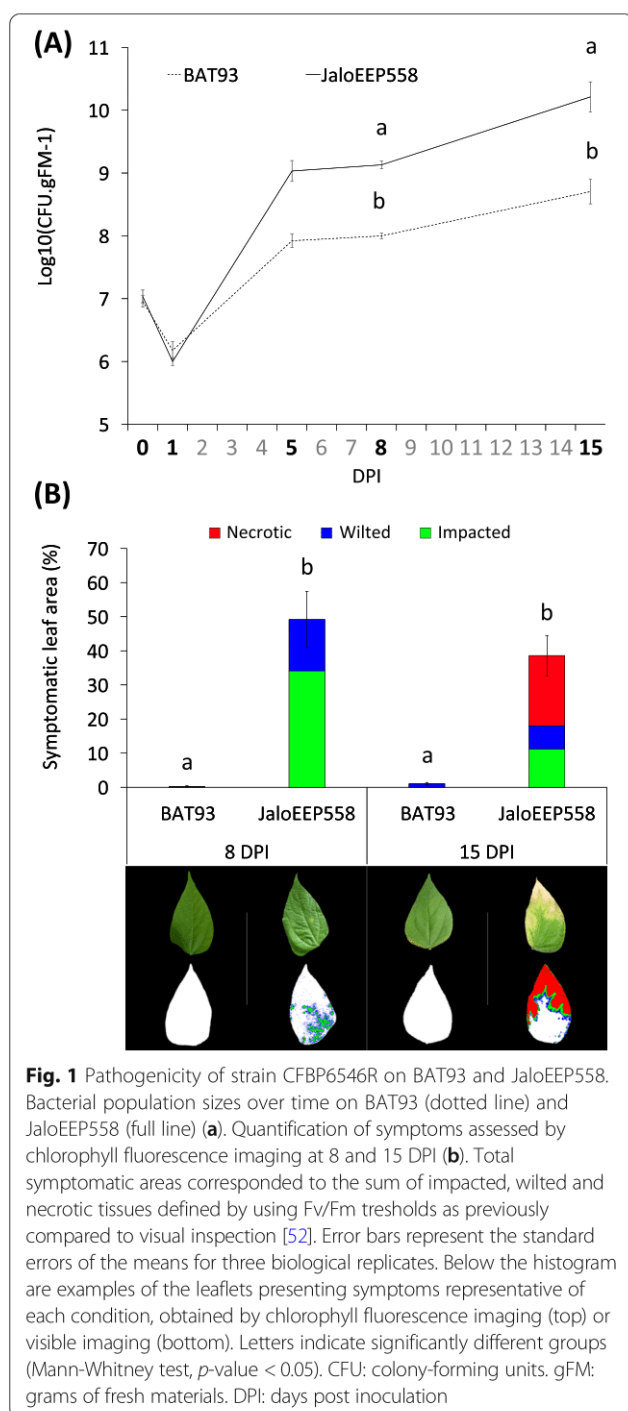 (A)
11
10
9
8
7
6
5
Log10(CFU.gFM-1)
BAT93
JaloEEP558
a
b
a
b
0 1 2 3 4 5 6 7 8 9 10 11 12 13 14 15
DPI
(B)
Necrotic Wilted Impacted
70
60
50
40
30
20
10
0
Symptomatic leaf area (%)
a
b
a
b
BAT93 JaloEEP558 BAT93 JaloEEP558
8 DPI 15 DPI
Fig. 1 Pathogenicity of strain CFBP6546R on BAT93 and JaloEEP558.
Bacterial population sizes over time on BAT93 (dotted line) and
JaloEEP558 (full line) (a). Quantification of symptoms assessed by
chlorophyll fluorescence imaging at 8 and 15 DPI (b). Total
symptomatic areas corresponded to the sum of impacted, wilted and
necrotic tissues defined by using Fv/Fm tresholds as previously
compared to visual inspection [52]. Error bars represent the standard
errors of the means for three biological replicates. Below the histogram
are examples of the leaflets presenting symptoms representative of
each condition, obtained by chlorophyll fluorescence imaging (top) or
visible imaging (bottom). Letters indicate significantly different groups
(Mann-Whitney test, p-value < 0.05). CFU: colony-forming units. gFM:
grams of fresh materials. DPI: days post inoculation